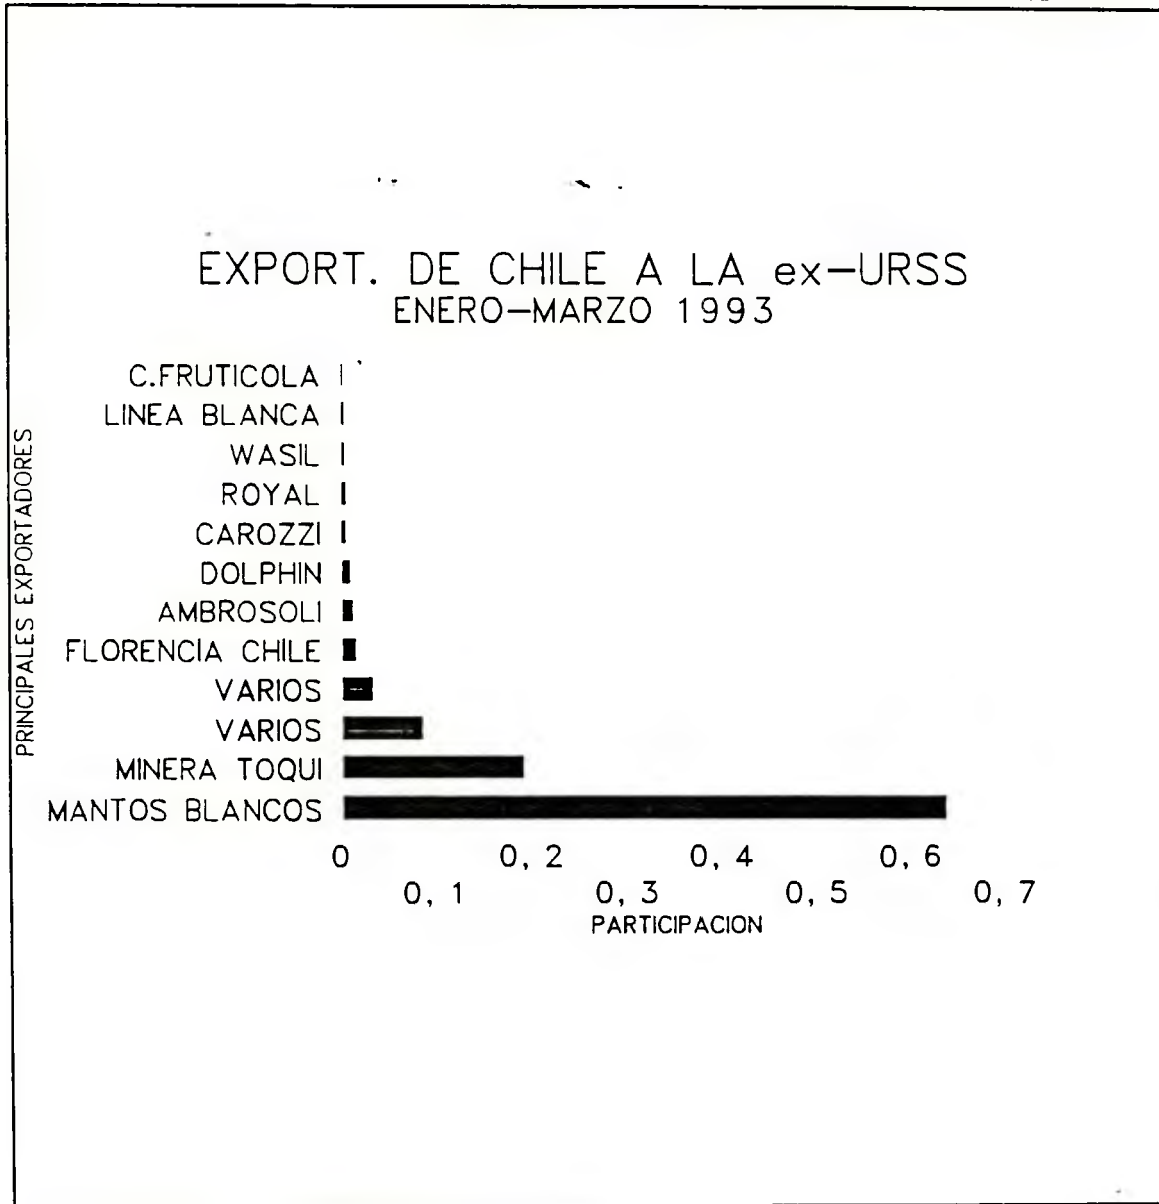 EXPORT. DE CHILE A LA ex-URSS
ENERO-MARZO 1993
PRINCIPALES EXPORTADORES
C.FRUTICOLA
LINEA BLANCA
WASIL
ROYAL
CAROZZI
DOLPHIN
AMBROSOLI
FLORENCIA CHILE
VARIOS
VARIOS
MINERA TOQUI
MANTOS BLANCOS
0 0,2 0,4 0,6
0,1 0,3 0,5 0,7
PARTICIPACION